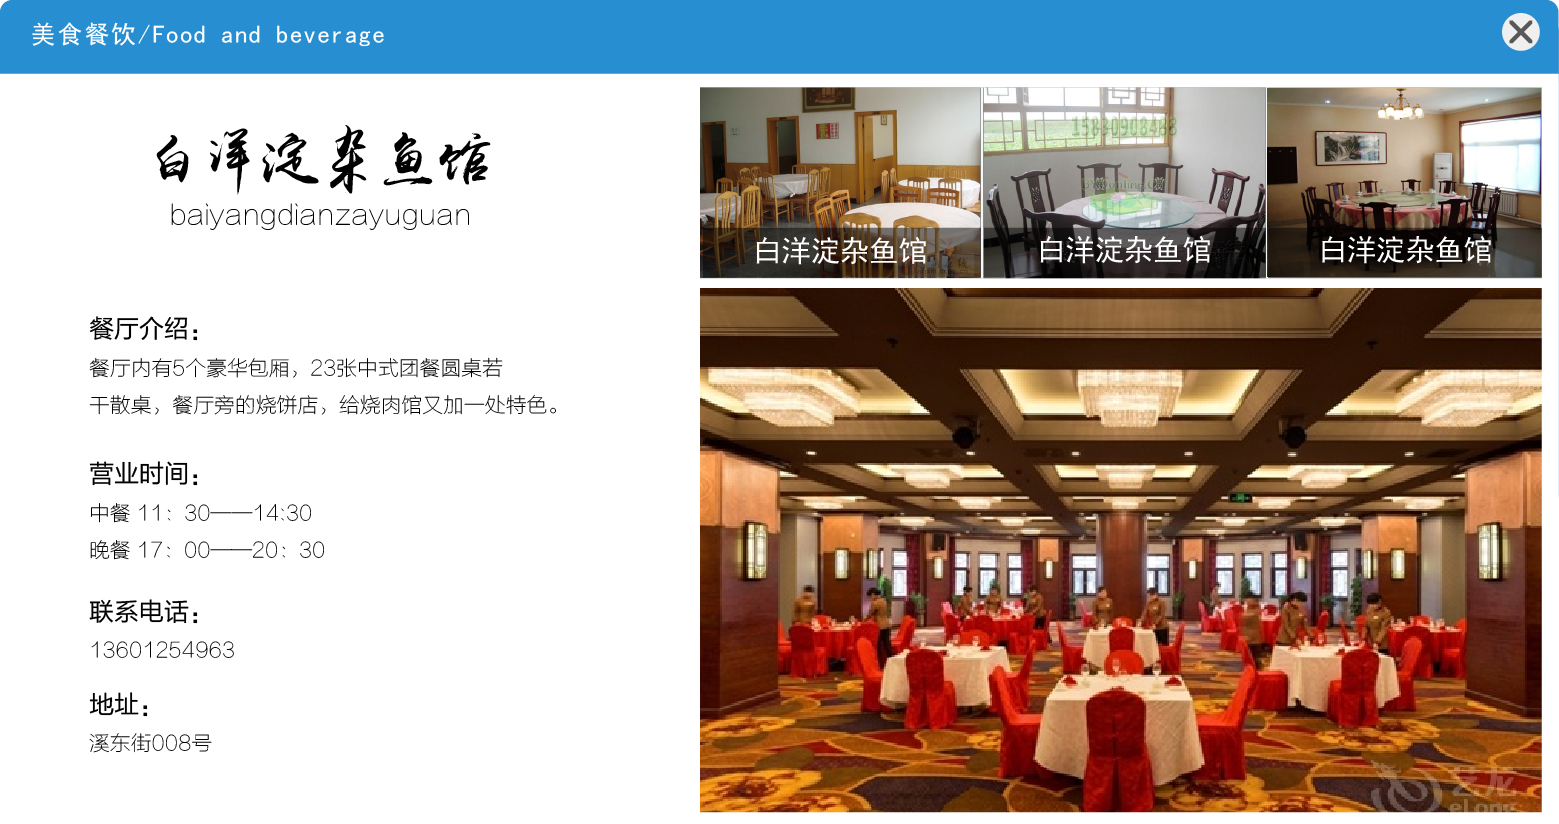 美食餐饮/Food and beverage
白洋淀杂鱼馆
baiyangdianzayuguan
餐厅介绍：
餐厅内有5个豪华包厢，23张中式团餐圆桌若
干散桌，餐厅旁的烧饼店，给烧肉馆又加一处特色。
营业时间：
中餐 11：30——14:30
晚餐 17：00——20：30
联系电话：
13601254963
地址：
溪东街008号
白洋淀杂鱼馆
白洋淀杂鱼馆
白洋淀杂鱼馆
艺龙
eLong